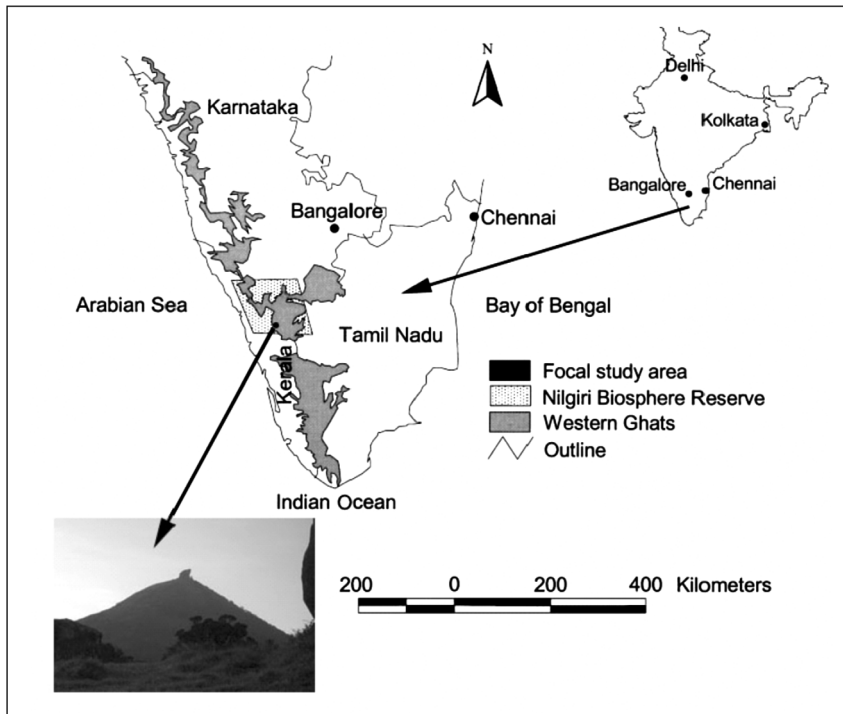 N
Delhi
Kolkata
Bangalore
Chennai
Karnataka
Bangalore
Chennai
Arabian Sea
Bay of Bengal
Tamil Nadu
Kerala
Focal study area
Nilgiri Biosphere Reserve
Western Ghats
Outline
Indian Ocean
200 0 200 400 Kilometers